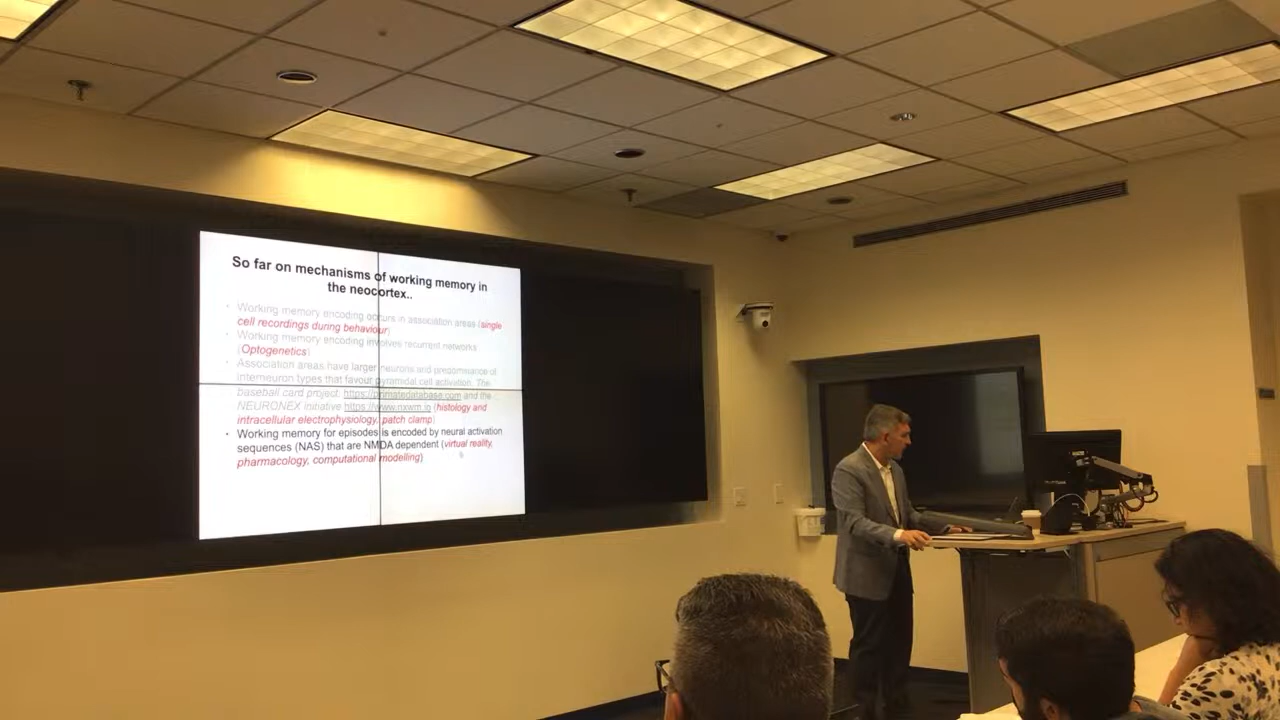 So far on mechanisms of working memory in
the neocortex..
• Working memory encoding occurs in association areas (single
cell recordings during behaviour)
• Working memory encoding involves recurrent networks
(Optogenetics)
• Association areas have larger neurons and predominance of
interneuron types that favour pyramidal cell activation. The
baseball card project: https://primatedatabase.com and the
NEURONEX initiative https://www.nxwm.io (histology and
intracellular electrophysiology, patch clamp)
• Working memory for episodes is encoded by neural activation
sequences (NAS) that are NMDA dependent (virtual reality,
pharmacology, computational modelling)